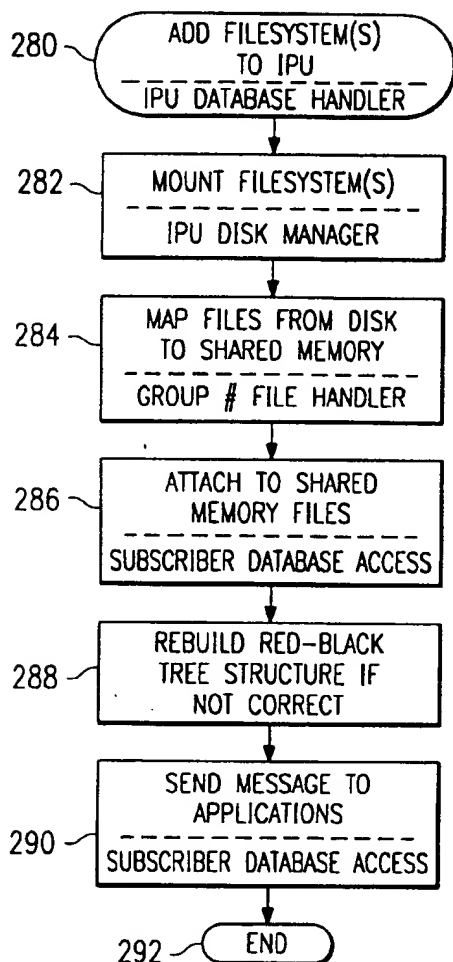 280
ADD FILESYSTEM(S)
TO IPU
IPU DATABASE HANDLER
282
MOUNT FILESYSTEM(S)
IPU DISK MANAGER
284
MAP FILES FROM DISK
TO SHARED MEMORY
GROUP # FILE HANDLER
286
ATTACH TO SHARED
MEMORY FILES
SUBSCRIBER DATABASE ACCESS
288
REBUILD RED-BLACK
TREE STRUCTURE IF
NOT CORRECT
290
SEND MESSAGE TO
APPLICATIONS
SUBSCRIBER DATABASE ACCESS
292
END